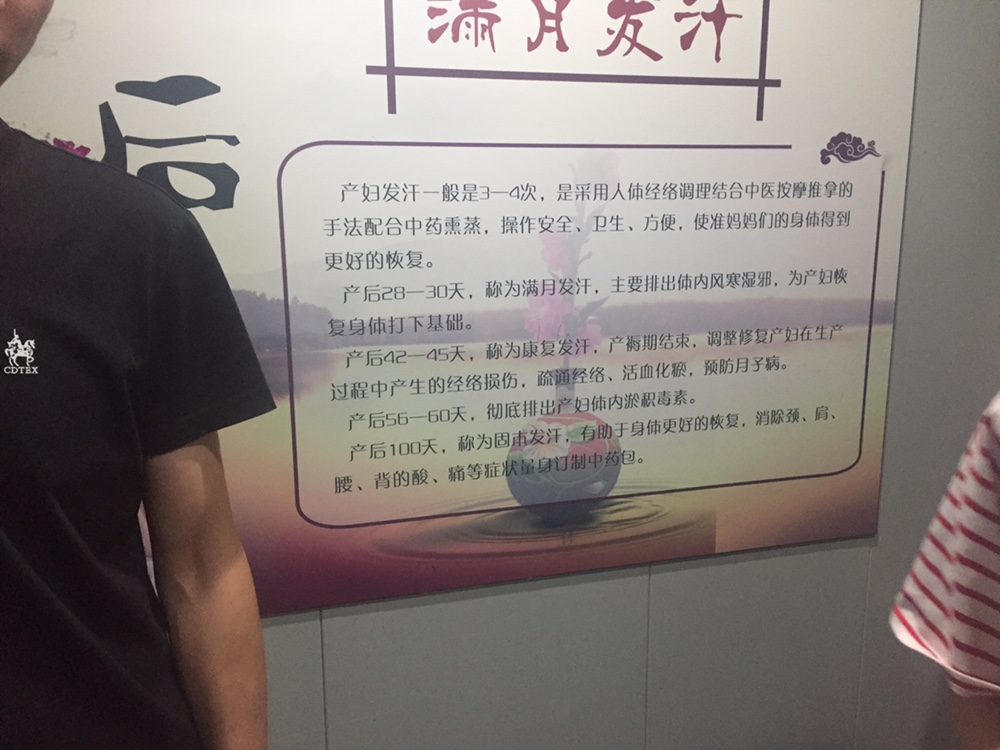 满月发汗
后
产妇发汗一般是3—4次，是采用人体经络调理结合中医按摩推拿的
手法配合中药熏蒸，操作安全、卫生、方便，使准妈妈们的身体得到
更好的恢复。
产后28—30天，称为满月发汗，主要排出体内风寒湿邪，为产妇恢
复身体打下基础。
产后42—45天，称为康复发汗，产褥期结束，调整修复产妇在生产
过程中产生的经络损伤，疏通经络、活血化瘀，预防月子病。
产后56—60天，彻底排出产妇体内淤积毒素。
产后100天，称为固本发汗，有助于身体更好的恢复，消除颈、肩、
腰、背的酸、痛等症状量身订制中药包。
CDTEX